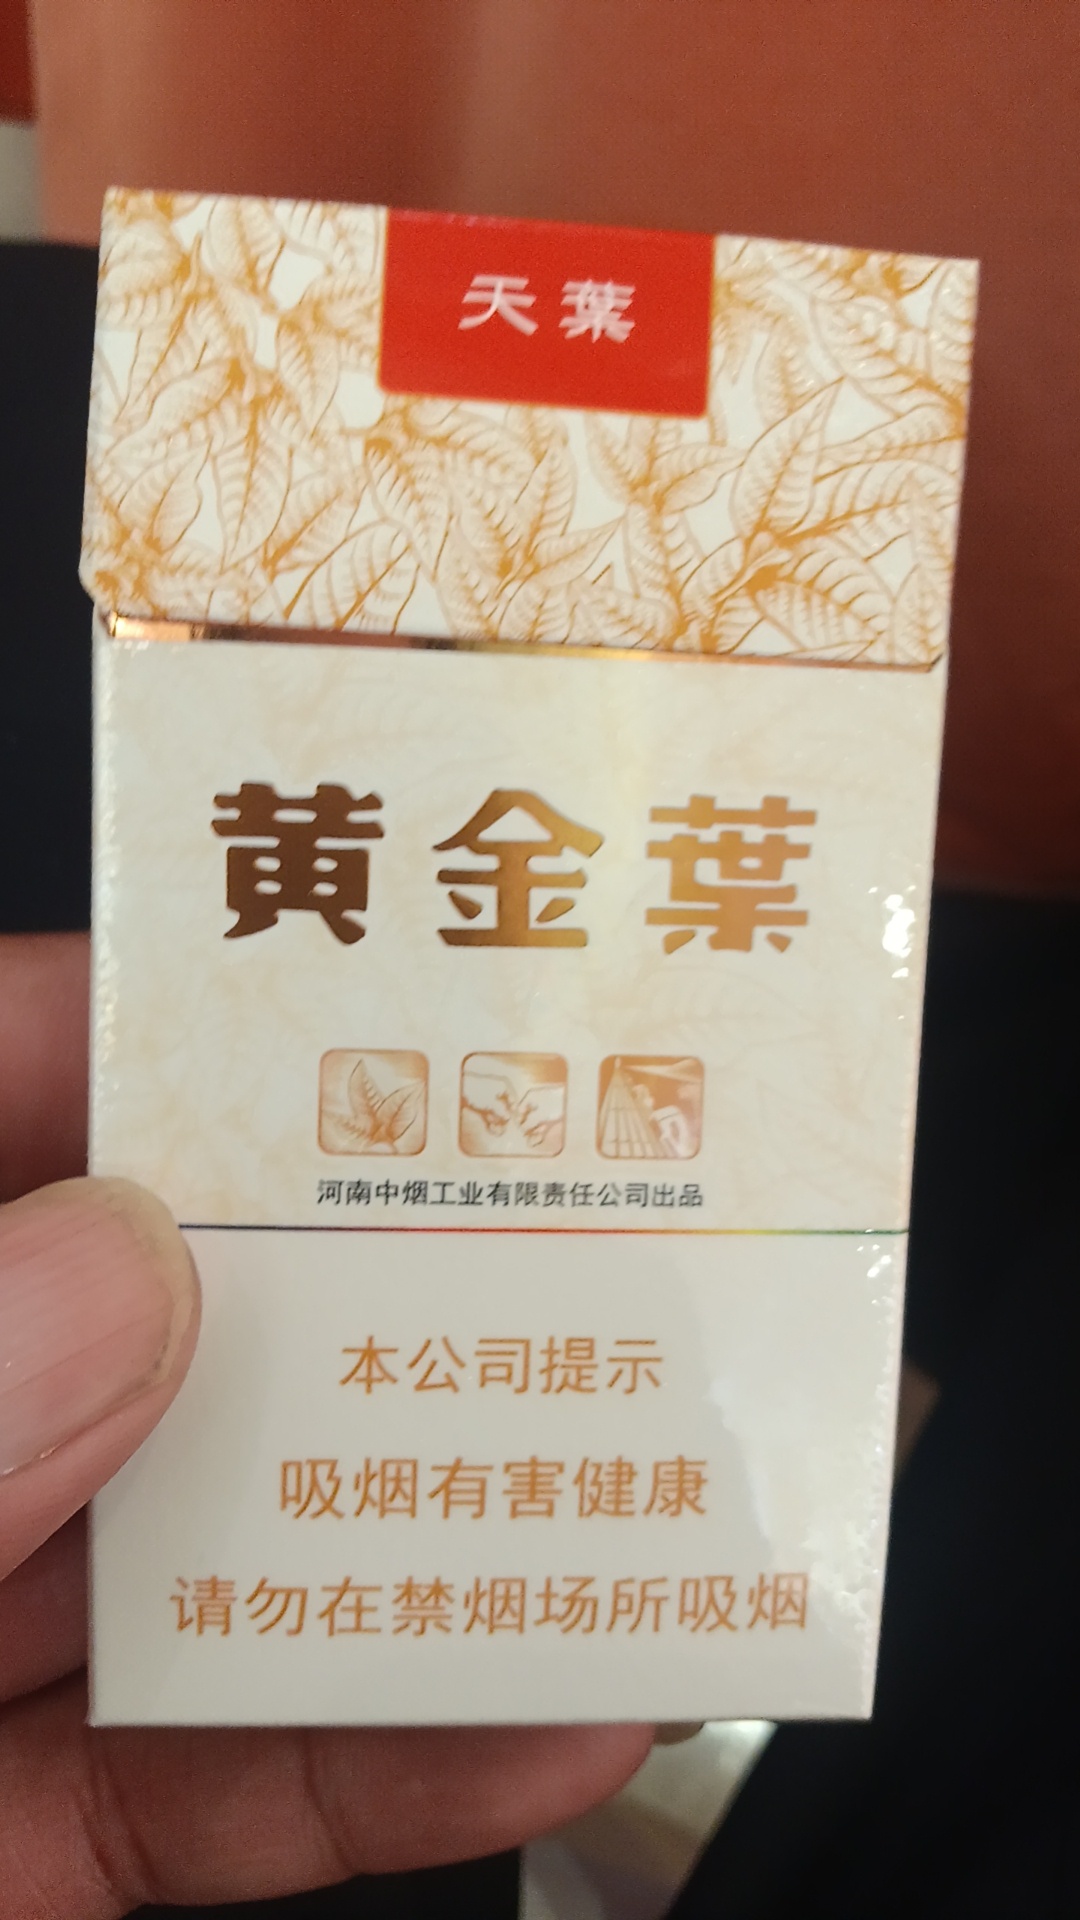 天葉
黄金葉
河南中烟工业有限责任公司出品
本公司提示
吸烟有害健康
请勿在禁烟场所吸烟